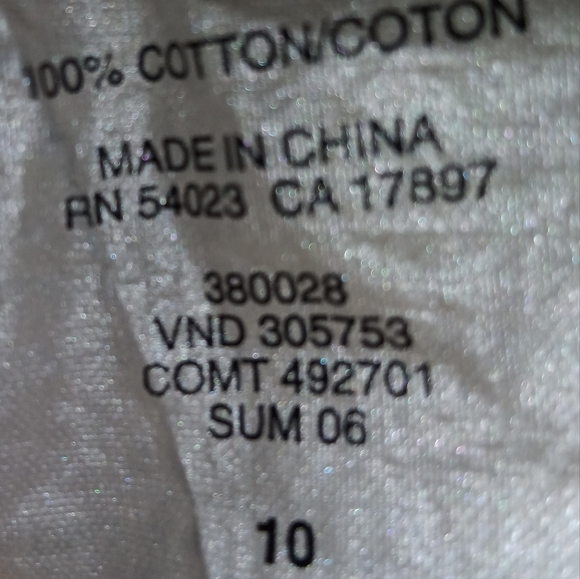 100% COTTON/COTON
MADE IN CHINA
RN 54023 CA 17897
380028
VND 305753
COMT 492701
SUM 06
10